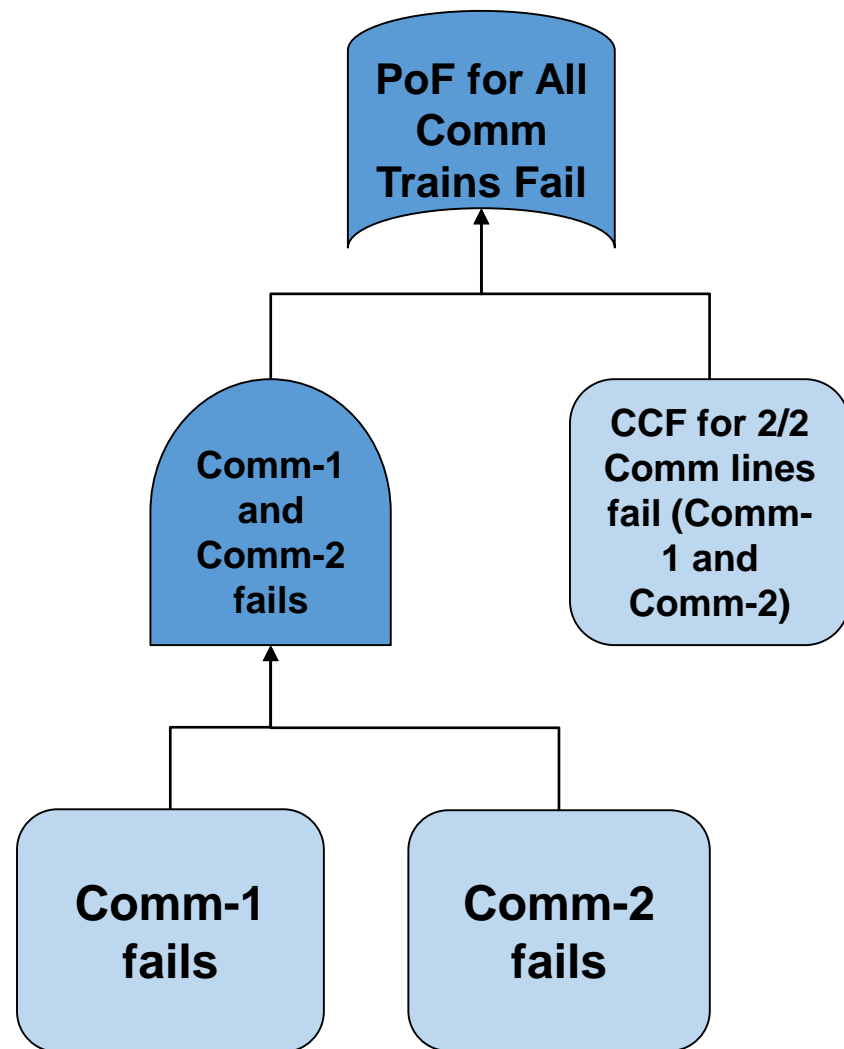 PoF for All
Comm
Trains Fail
Comm-1
and
Comm-2
fails
CCF for 2/2
Comm lines
fail (Comm-
1 and
Comm-2)
Comm-1
fails
Comm-2
fails